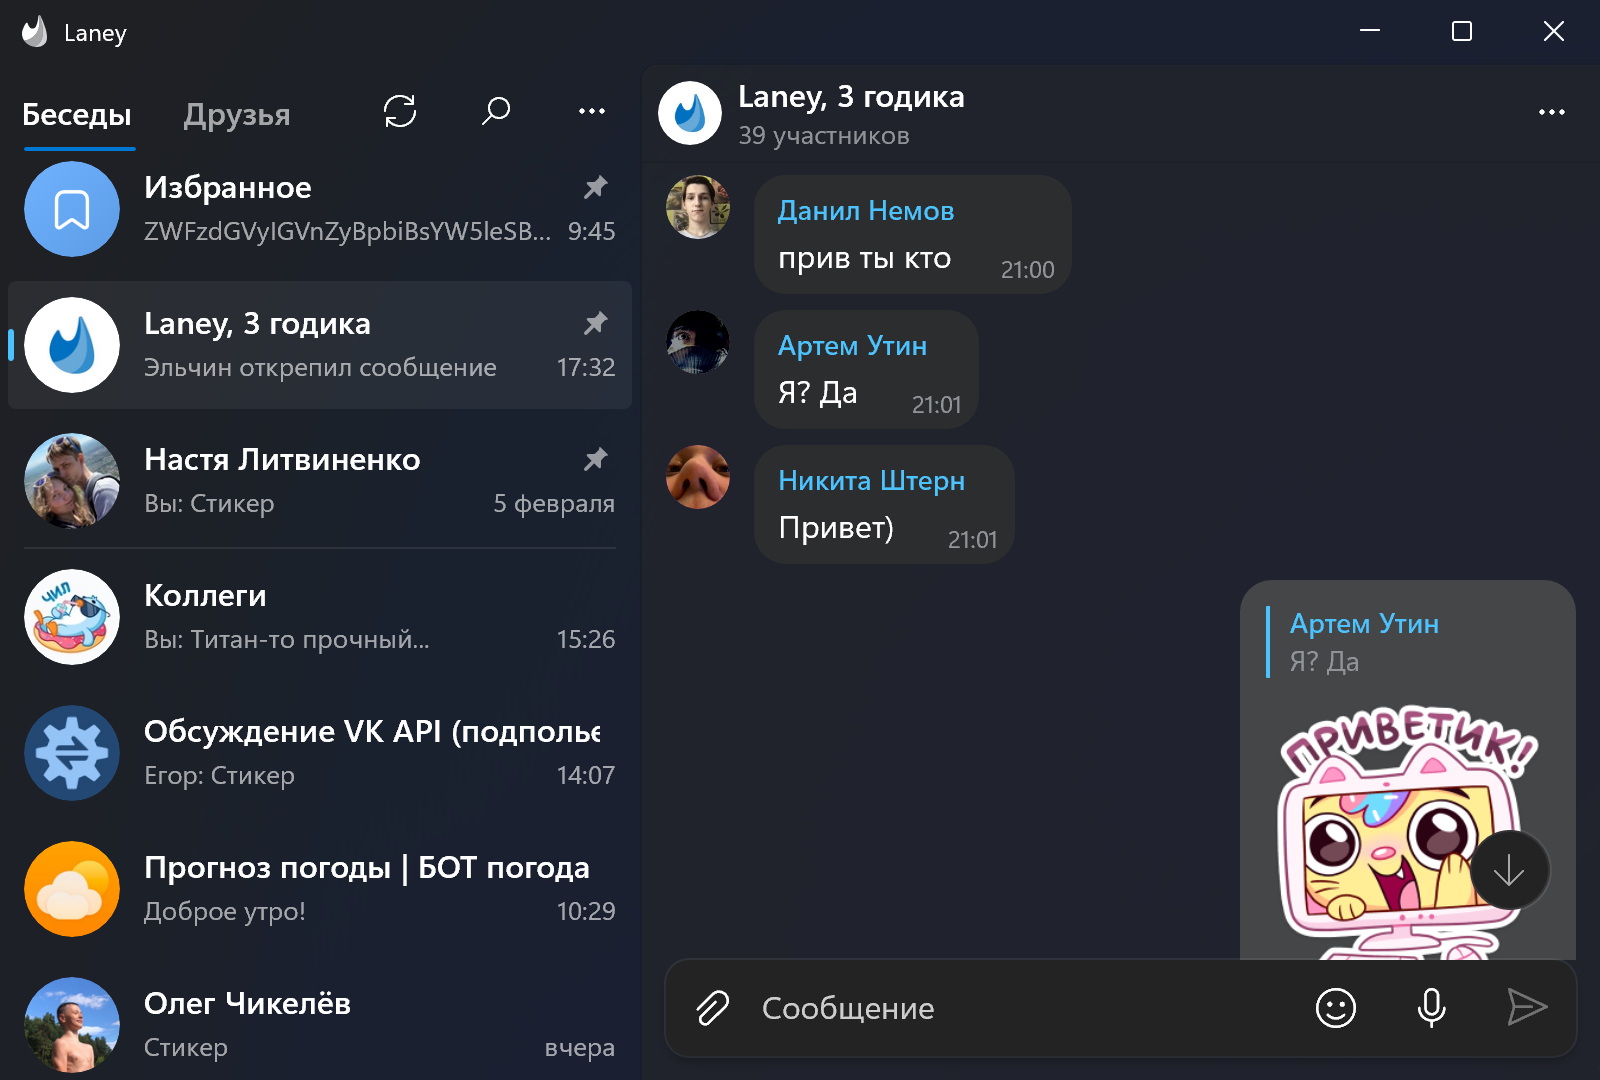 Laney
Беседы
Друзья
Избранное
ZWFzdGVyIGVnZyBpbiBsYW5leSB...
9:45
Laney, 3 годика
Эльчин открепил сообщение
17:32
Настя Литвиненко
Вы: Стикер
5 февраля
ЧИЛ
Коллеги
Вы: Титан-то прочный...
15:26
Обсуждение VK API (подполье
Егор: Стикер
14:07
Прогноз погоды | БОТ погода
Доброе утро!
10:29
Олег Чикелёв
Стикер
вчера
Laney, 3 годика
39 участников
Данил Немов
прив ты кто
21:00
Артем Утин
Я? Да
21:01
Никита Штерн
Привет)
21:01
Артем Утин
Я? Да
ПРИВЕТИК!
Сообщение